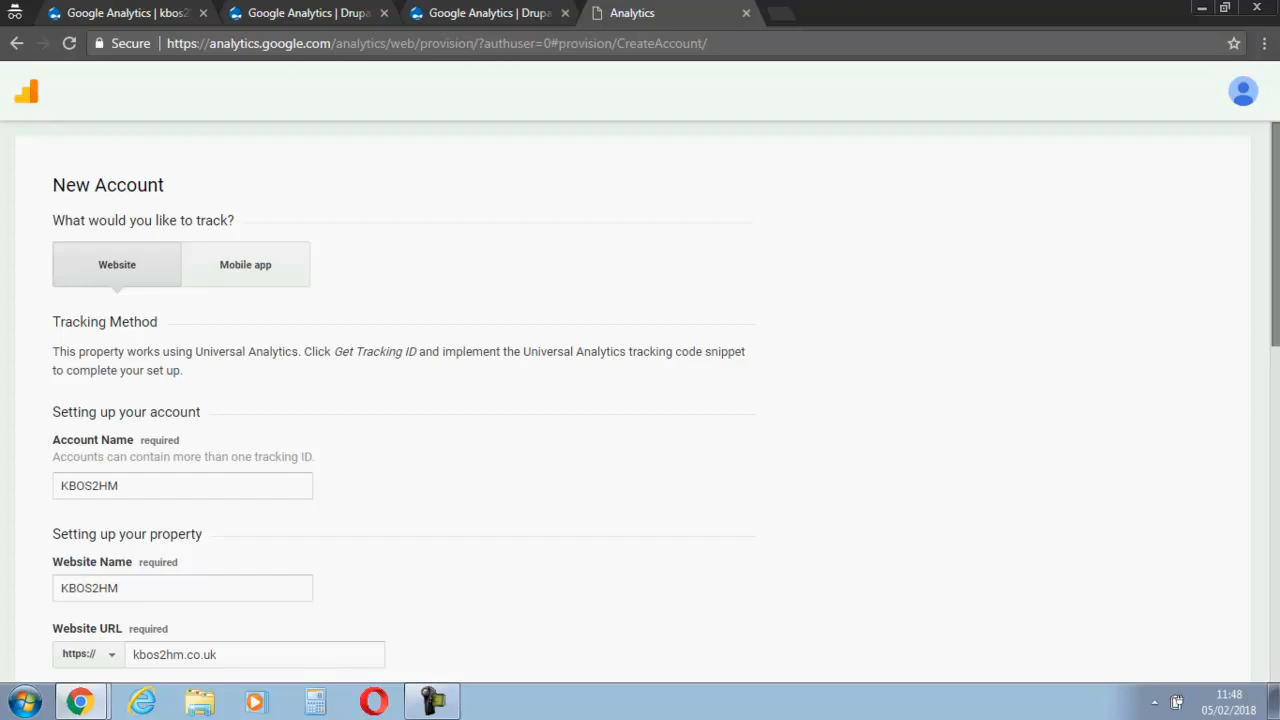 Google Analytics | kbos2
Google Analytics | Drupa
Google Analytics | Drupa
Analytics
Secure
https://analytics.google.com/analytics/web/provision/?authuser=0#provision/CreateAccount/
New Account
What would you like to track?
Website
Mobile app
Tracking Method
This property works using Universal Analytics. Click Get Tracking ID and implement the Universal Analytics tracking code snippet
to complete your set up.
Setting up your account
Account Name required
Accounts can contain more than one tracking ID.
KBOS2HM
Setting up your property
Website Name required
KBOS2HM
Website URL required
https://
kbos2hm.co.uk
11:48
05/02/2018